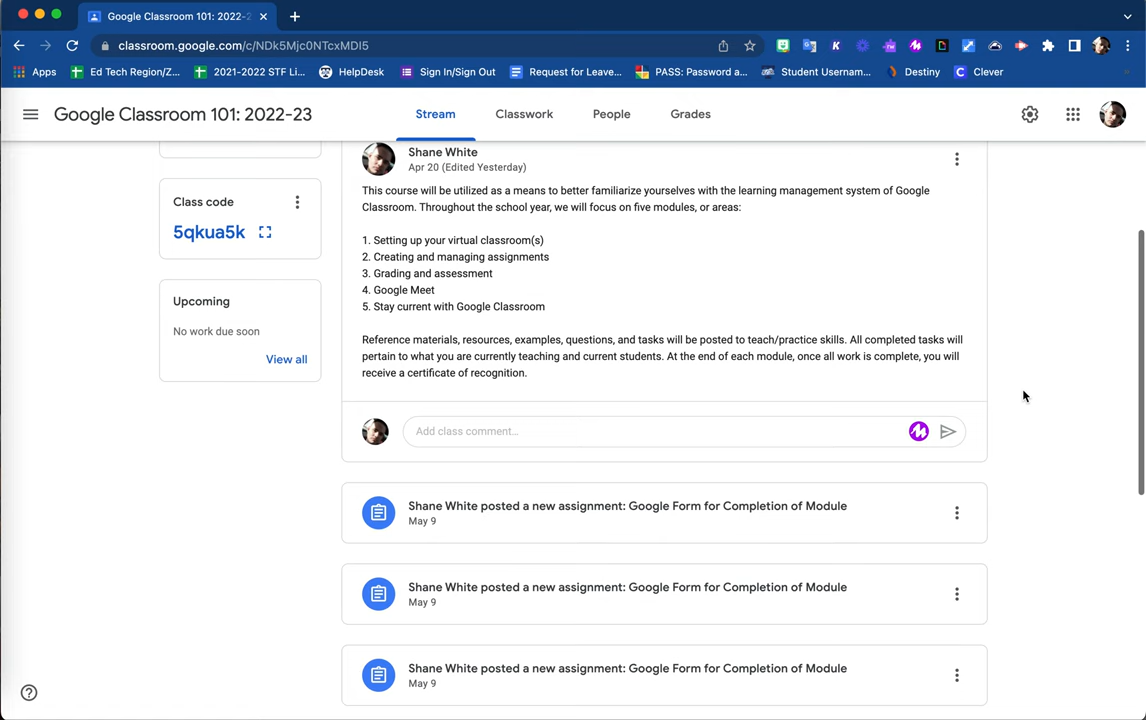 Google Classroom 101: 2022-2
classroom.google.com/c/NDk5Mjc0NTcxMDI5
Apps
Ed Tech Region/Z...
2021-2022 STF Li...
HelpDesk
Sign In/Sign Out
Request for Leave...
PASS: Password a...
Student Usernam...
Destiny
Clever
Google Classroom 101: 2022-23
Stream
Classwork
People
Grades
Shane White
Apr 20 (Edited Yesterday)
This course will be utilized as a means to better familiarize yourselves with the learning management system of Google
Classroom. Throughout the school year, we will focus on five modules, or areas:
1. Setting up your virtual classroom(s)
2. Creating and managing assignments
3. Grading and assessment
4. Google Meet
5. Stay current with Google Classroom
Reference materials, resources, examples, questions, and tasks will be posted to teach/practice skills. All completed tasks will
pertain to what you are currently teaching and current students. At the end of each module, once all work is complete, you will
receive a certificate of recognition.
Class code
5qkua5k
Upcoming
No work due soon
View all
Add class comment...
Shane White posted a new assignment: Google Form for Completion of Module
May 9
Shane White posted a new assignment: Google Form for Completion of Module
May 9
Shane White posted a new assignment: Google Form for Completion of Module
May 9